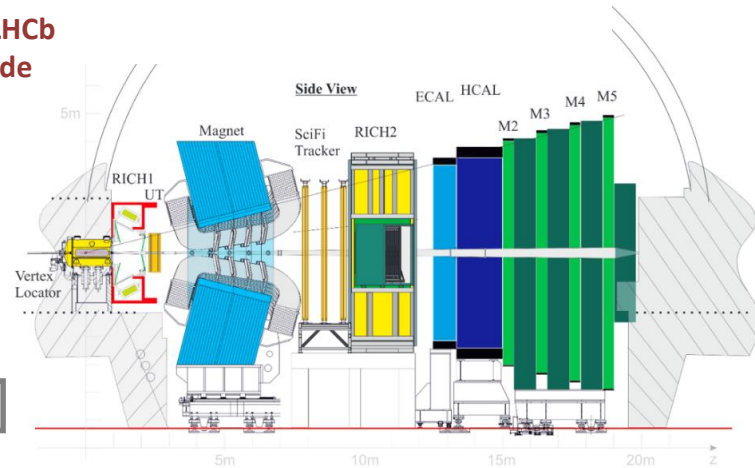 HCb
de
Side View
ECAL
HCAL
M2
M3
M4
M5
5m
Magnet
SciFi
Tracker
RICH2
RICH1
UT
Vertex
Locator
5m
10m
15m
20m
z